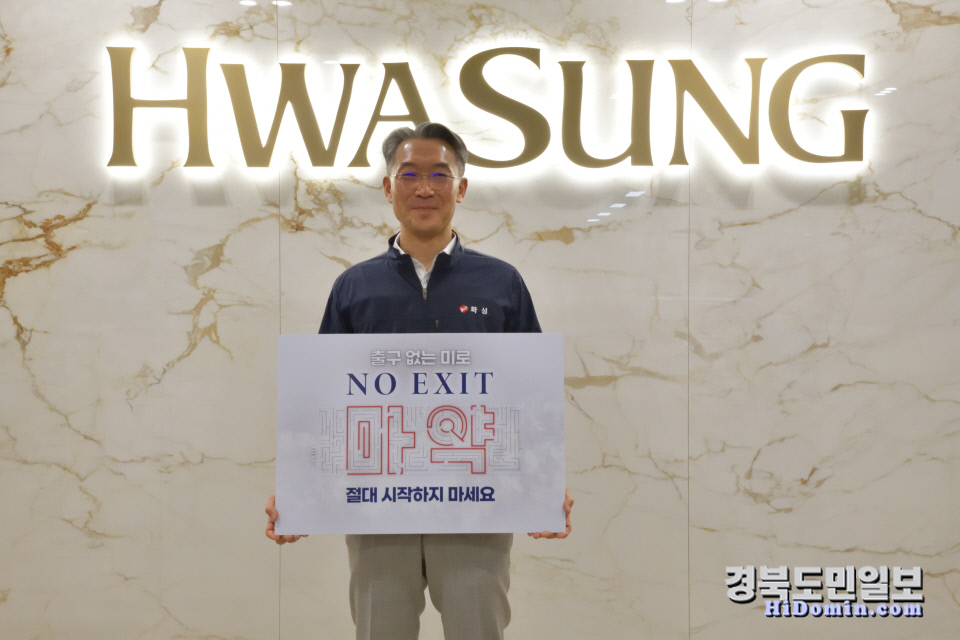 HWASUNG
화성
출구 없는 미로
NO EXIT
마약
절대 시작하지 마세요
경북도민일보
HiDomin.com